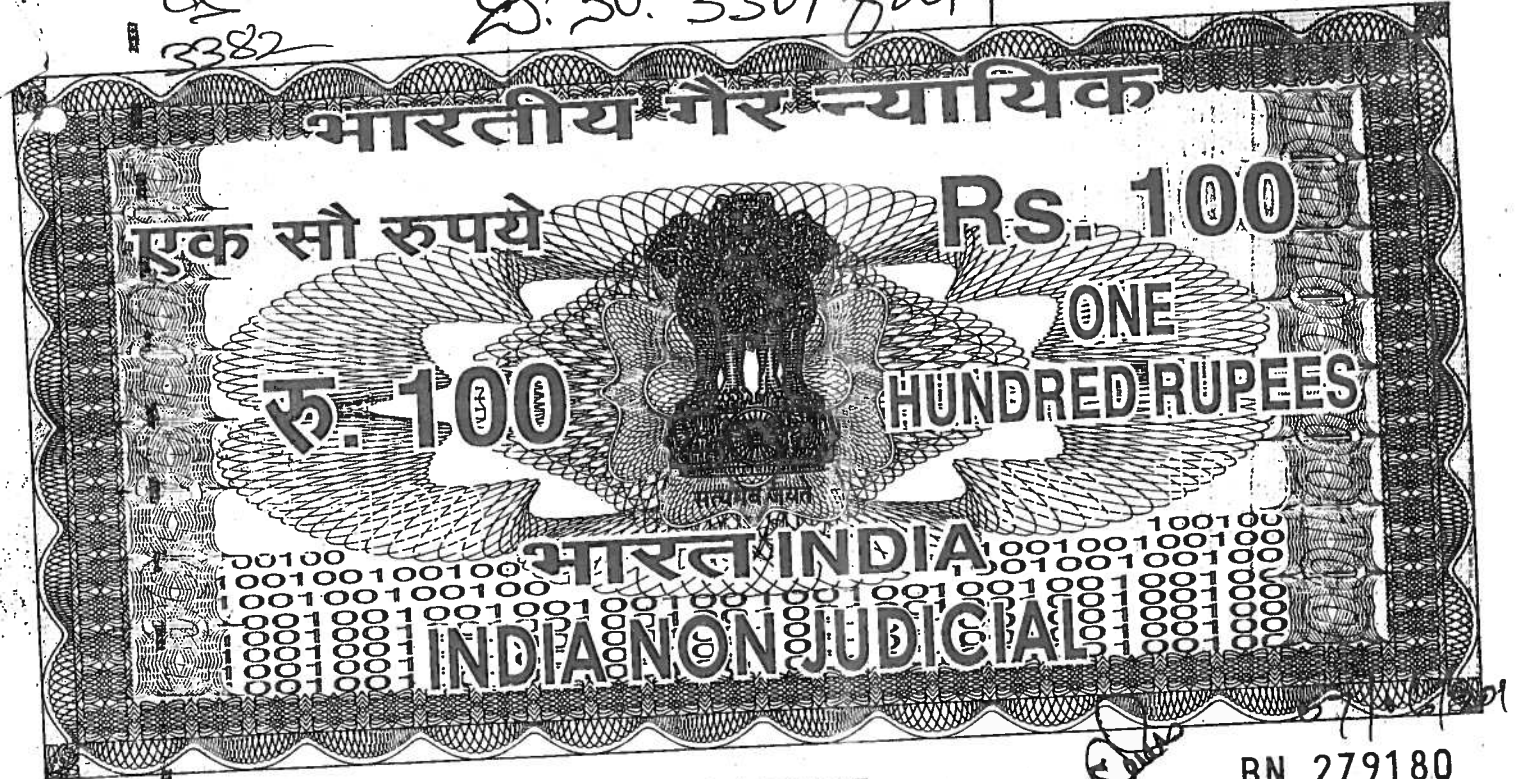 3382
भारतीय गैर न्यायिक
एक सौ रुपये
Rs. 100
रु. 100
ONE
HUNDRED RUPEES
सत्यमेव जयते
भारत INDIA
INDIA NON JUDICIAL
BN 279180